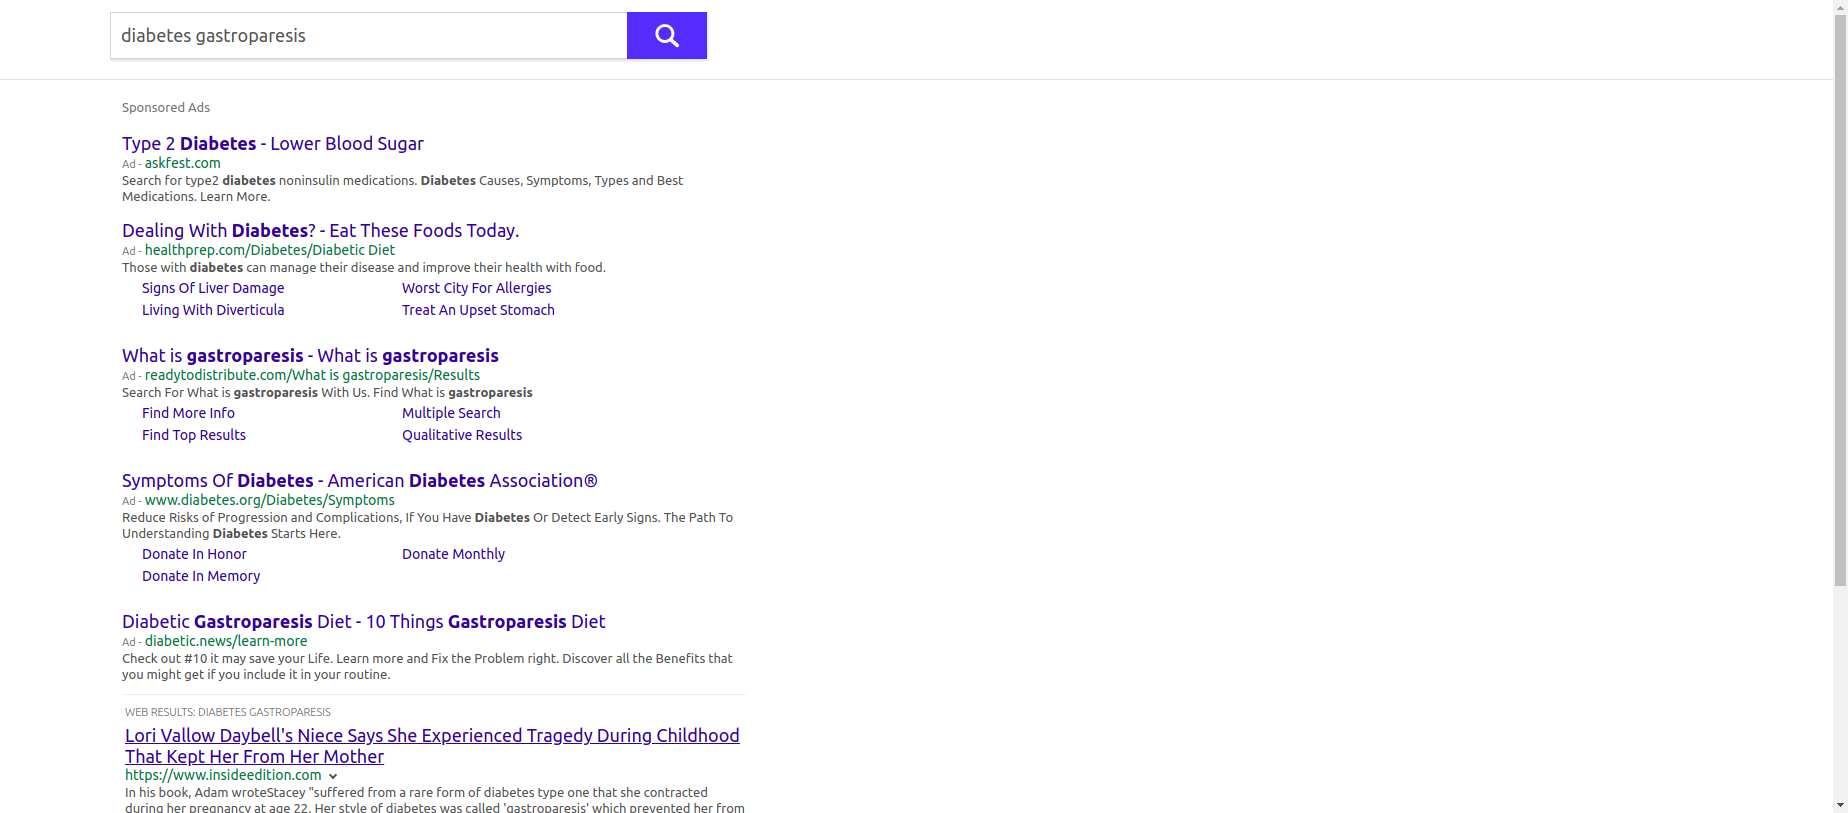 diabetes gastroparesis
Sponsored Ads
Type 2 Diabetes - Lower Blood Sugar
Ad - askfest.com
Search for type2 diabetes noninsulin medications. Diabetes Causes, Symptoms, Types and Best
Medications. Learn More.
Dealing With Diabetes? - Eat These Foods Today.
Ad - healthprep.com/Diabetes/Diabetic Diet
Those with diabetes can manage their disease and improve their health with food.
Signs Of Liver Damage Worst City For Allergies
Living With Diverticula Treat An Upset Stomach
What is gastroparesis - What is gastroparesis
Ad - readytodistribute.com/What is gastroparesis/Results
Search For What is gastroparesis With Us. Find What is gastroparesis
Find More Info Multiple Search
Find Top Results Qualitative Results
Symptoms Of Diabetes - American Diabetes Association®
Ad - www.diabetes.org/Diabetes/Symptoms
Reduce Risks of Progression and Complications, If You Have Diabetes Or Detect Early Signs. The Path To
Understanding Diabetes Starts Here.
Donate In Honor Donate Monthly
Donate In Memory
Diabetic Gastroparesis Diet - 10 Things Gastroparesis Diet
Ad - diabetic.news/learn-more
Check out #10 it may save your Life. Learn more and Fix the Problem right. Discover all the Benefits that
you might get if you include it in your routine.
WEB RESULTS: DIABETES GASTROPARESIS
Lori Vallow Daybell's Niece Says She Experienced Tragedy During Childhood
That Kept Her From Her Mother
https://www.insideedition.com
In his book, Adam wroteStacey "suffered from a rare form of diabetes type one that she contracted
during her pregnancy at age 22. Her style of diabetes was called 'gastroparesis' which prevented her from